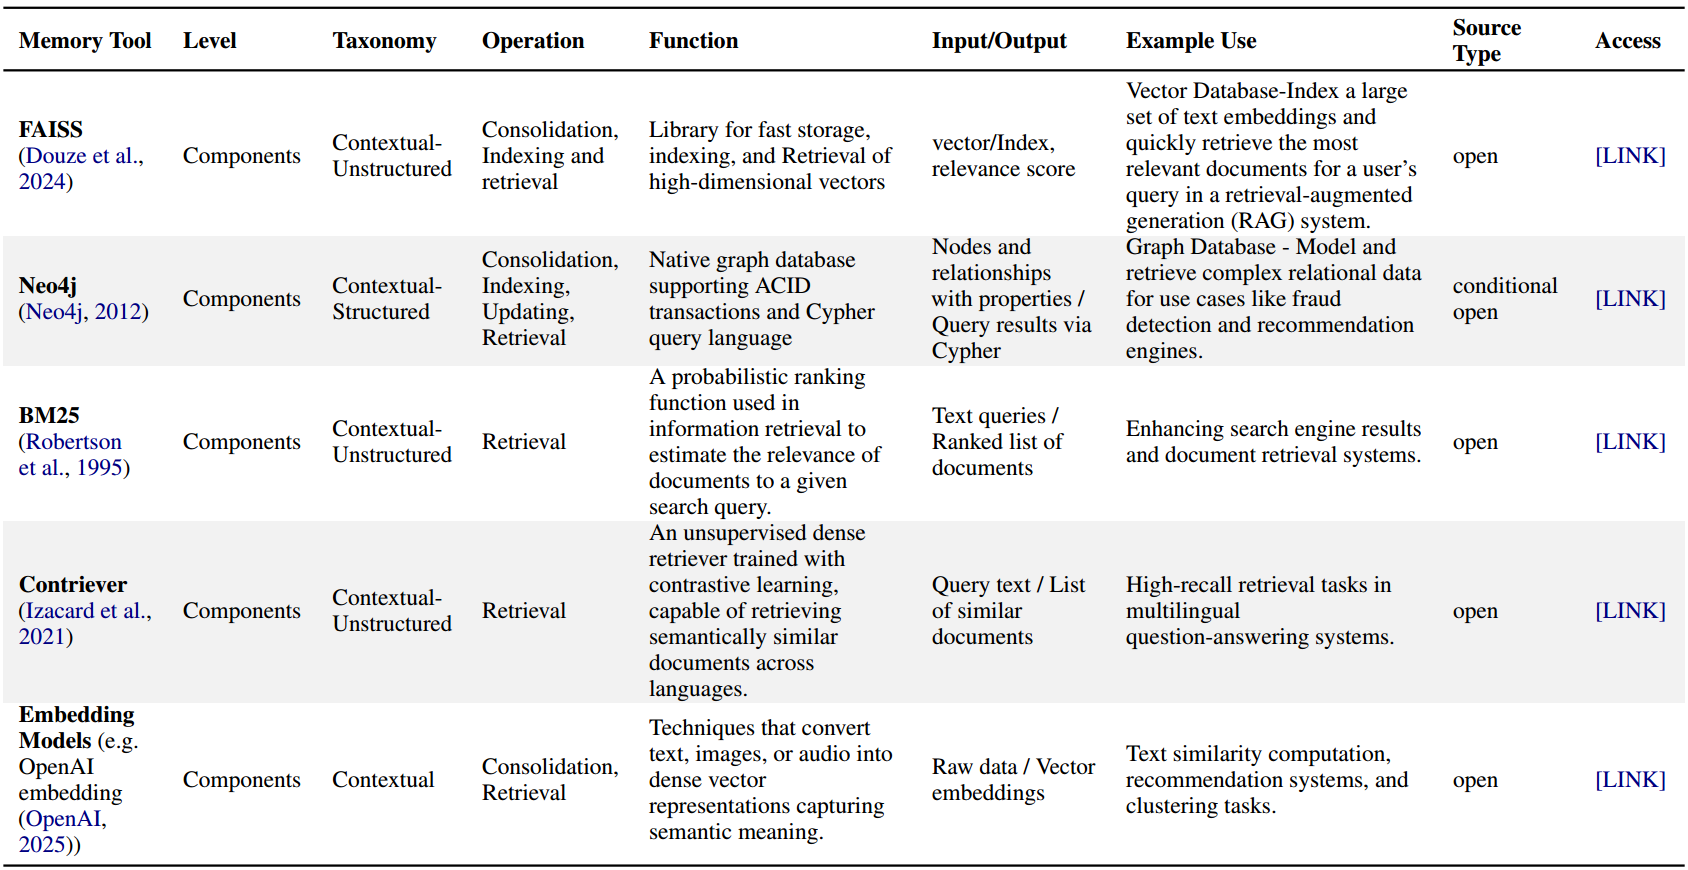 Memory Tool Level Taxonomy Operation Function Input/Output Example Use Source Type Access
FAISS
(Douze et al.,
2024)
Components
Contextual-
Unstructured
Consolidation,
Indexing and
retrieval
Library for fast storage,
indexing, and Retrieval of
high-dimensional vectors
vector/Index,
relevance score
Vector Database-Index a large
set of text embeddings and
quickly retrieve the most
relevant documents for a user's
query in a retrieval-augmented
generation (RAG) system.
open
[LINK]
Neo4j
(Neo4j, 2012)
Components
Contextual-
Structured
Consolidation,
Indexing,
Updating,
Retrieval
Native graph database
supporting ACID
transactions and Cypher
query language
Nodes and
relationships
with properties /
Query results via
Cypher
Graph Database - Model and
retrieve complex relational data
for use cases like fraud
detection and recommendation
engines.
conditional
open
[LINK]
BM25
(Robertson
et al., 1995)
Components
Contextual-
Unstructured
Retrieval
A probabilistic ranking
function used in
information retrieval to
estimate the relevance of
documents to a given
search query.
Text queries /
Ranked list of
documents
Enhancing search engine results
and document retrieval systems.
open
[LINK]
Contriever
(Izacard et al.,
2021)
Components
Contextual-
Unstructured
Retrieval
An unsupervised dense
retriever trained with
contrastive learning,
capable of retrieving
semantically similar
documents across
languages.
Query text / List
of similar
documents
High-recall retrieval tasks in
multilingual
question-answering systems.
open
[LINK]
Embedding
Models (e.g.
OpenAI
embedding
(OpenAI,
2025))
Components
Contextual
Consolidation,
Retrieval
Techniques that convert
text, images, or audio into
dense vector
representations capturing
semantic meaning.
Raw data / Vector
embeddings
Text similarity computation,
recommendation systems, and
clustering tasks.
open
[LINK]